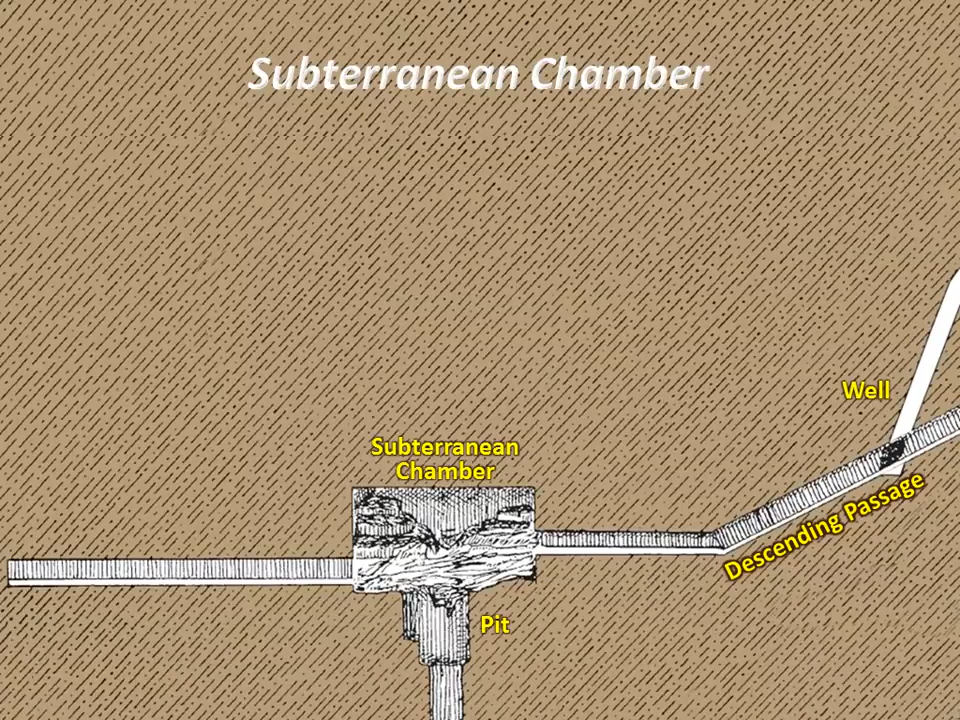 Subterranean Chamber
Well
Subterranean
Chamber
Descending Passage
Pit